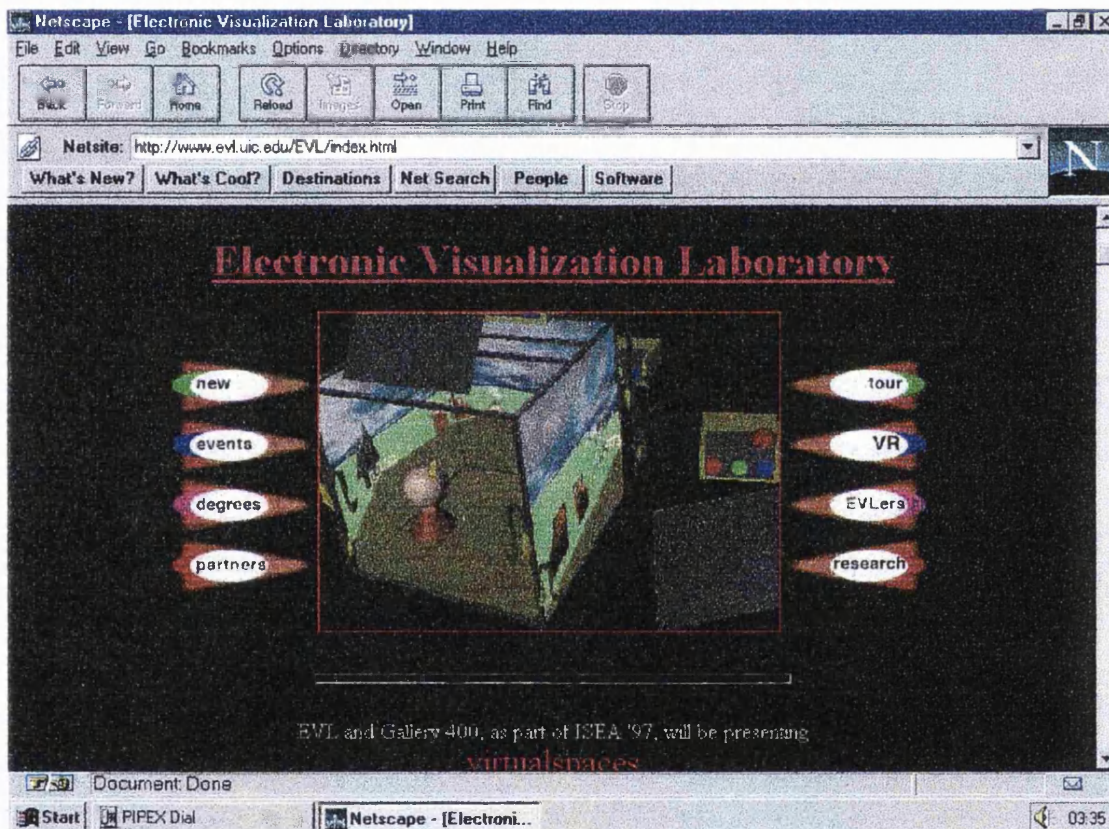 Netscape - [Electronic Visualization Laboratory]
File Edit View Go Bookmarks Options Directory Window Help
Back Forward Home Reload Images Open Print Find Stop
Netsite: http://www.evl.uic.edu/EVL/index.html
What's New? What's Cool? Destinations Net Search People Software
N
Electronic Visualization Laboratory
new tour
events VR
degrees EVLers
partners research
EVL and Gallery 400, as part of ISEA '97, will be presenting
virtualspaces
Document: Done
Start PIPEX Dial Netscape - [Electroni... 03:35